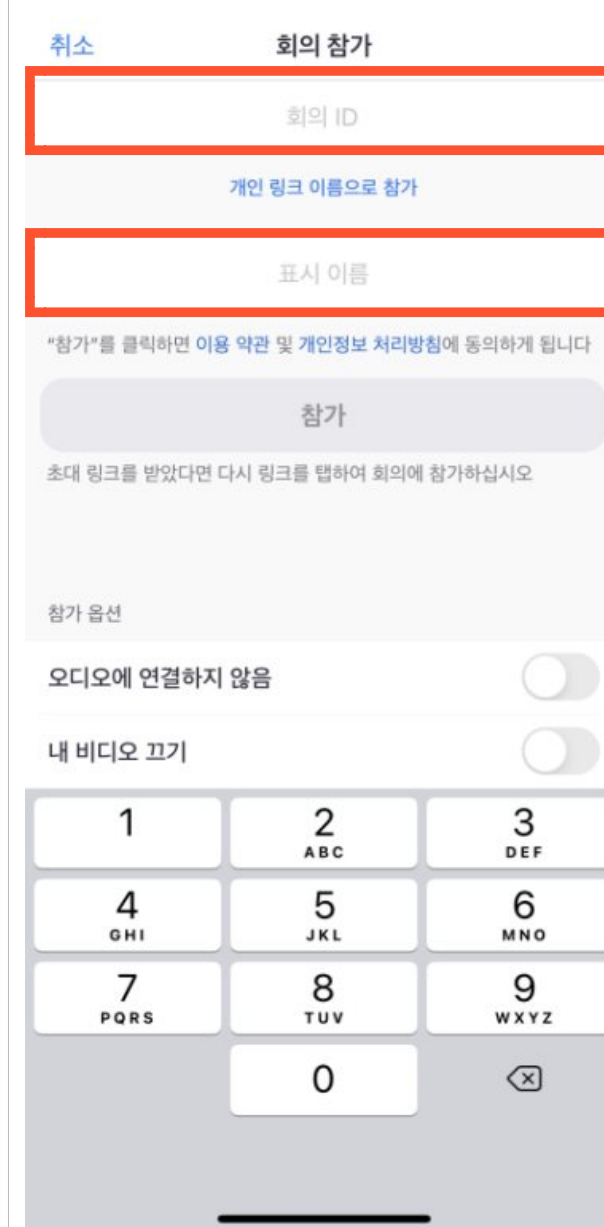 취소 회의 참가
회의 ID
개인 링크 이름으로 참가
표시 이름
“참가”를 클릭하면 이용 약관 및 개인정보 처리방침에 동의하게 됩니다
참가
초대 링크를 받았다면 다시 링크를 탭하여 회의에 참가하십시오
참가 옵션
오디오에 연결하지 않음
내 비디오 끄기
1 2 3
ABC DEF
4 5 6
GHI JKL MNO
7 8 9
PQRS TUV WXYZ
0